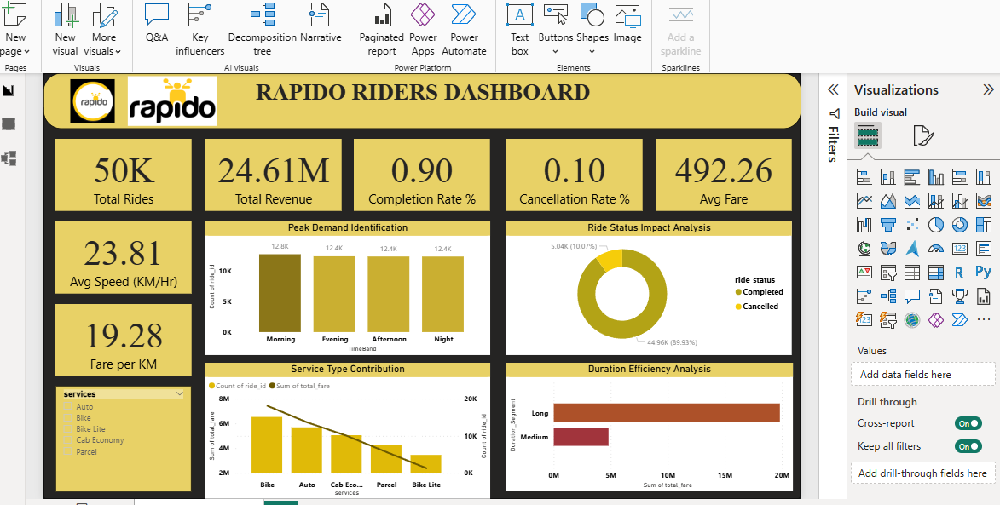 New page
New visual
More visuals
Q&A
Key influencers
Decomposition tree
Narrative
Paginated report
Power Apps
Power Automate
Text box
Buttons
Shapes
Image
Add a sparkline
Pages
Visuals
AI visuals
Power Platform
Elements
Sparklines
rapido
rapido
RAPIDO RIDERS DASHBOARD
50K
Total Rides
24.61M
Total Revenue
0.90
Completion Rate %
0.10
Cancellation Rate %
492.26
Avg Fare
23.81
Avg Speed (KM/Hr)
19.28
Fare per KM
services
Auto
Bike
Bike Lite
Cab Economy
Parcel
Peak Demand Identification
12.8K
12.4K
12.4K
12.4K
Count of ride_id
10K
5K
0K
Morning
Evening
Afternoon
Night
TimeBand
Ride Status Impact Analysis
5.04K (10.07%)
44.96K (89.93%)
ride_status
Completed
Cancelled
Service Type Contribution
Count of ride_id
Sum of total_fare
Sum of total_fare
8M
6M
4M
2M
20K
10K
0K
Count of ride_id
Bike
Auto
Cab Eco...
Parcel
Bike Lite
services
Duration Efficiency Analysis
Duration_Segment
Long
Medium
0M
5M
10M
15M
20M
Sum of total_fare
Filters
Visualizations
Build visual
123
R
Py
123
Values
Add data fields here
Drill through
Cross-report
On
Keep all filters
On
Add drill-through fields here